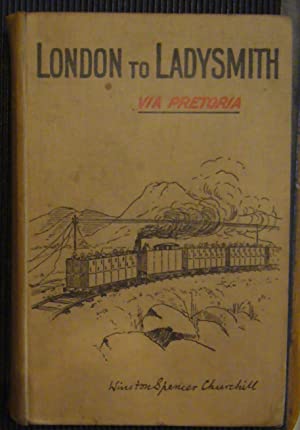 LONDON TO LADYSMITH
VIA PRETORIA
Winston Spencer Churchill